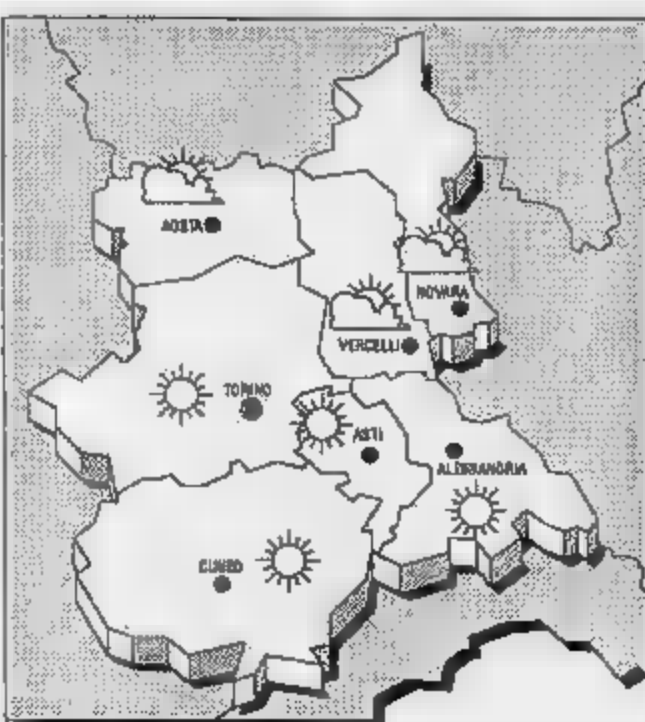 AOSTA
NOVARA
VERCELLI
TORINO
ASTI
ALESSANDRIA
CUNEO